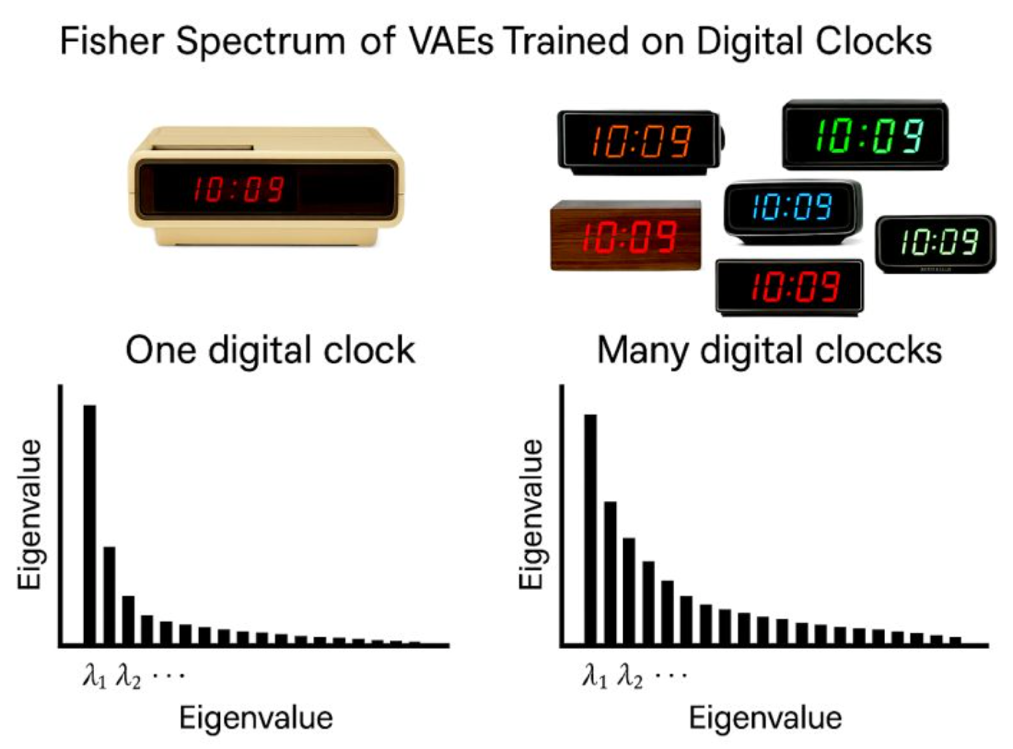 Fisher Spectrum of VAEs Trained on Digital Clocks
10:09
10:09
10:09
10:09
10:09
10:09
10:09
One digital clock
Many digital cloccks
Eigenvalue
λ1 λ2 ···
Eigenvalue
Eigenvalue
λ1 λ2 ···
Eigenvalue